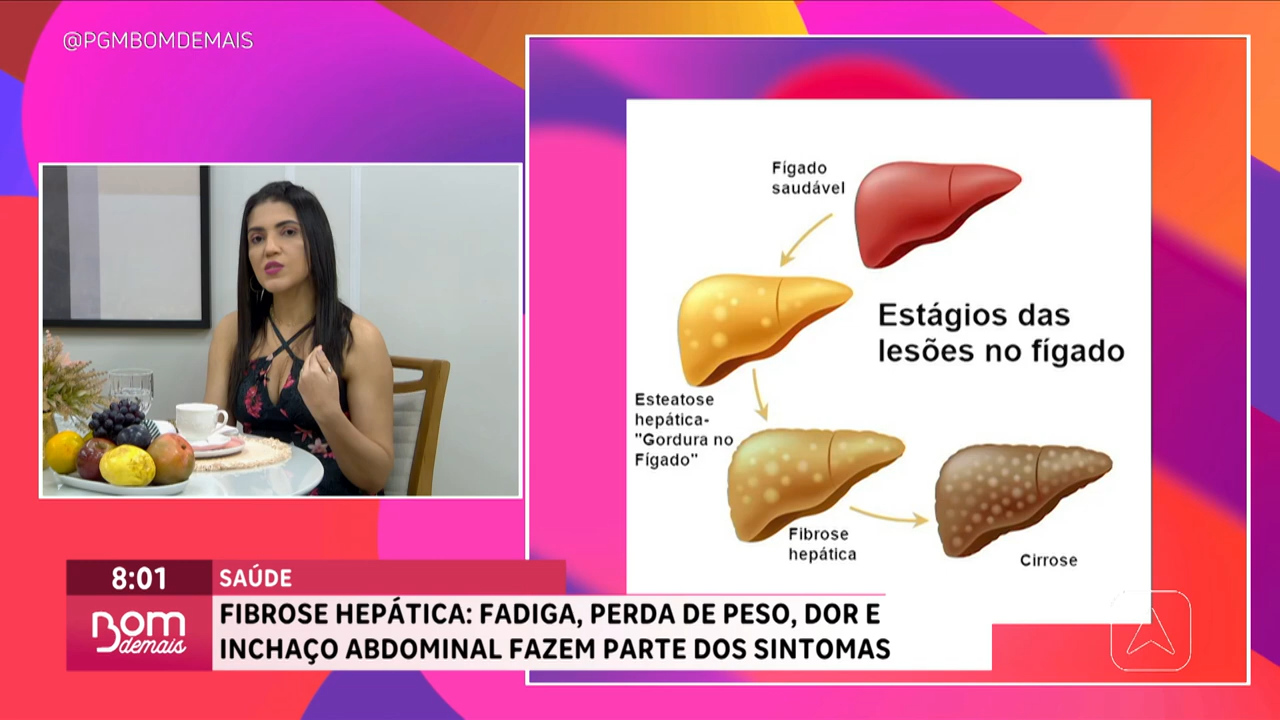 @PGMBOMDEMAIS
Fígado
saudável
Estágios das
lesões no fígado
Esteatose
hepática-
"Gordura no
Fígado"
Fibrose
hepática
Cirrose
8:01
SAÚDE
Bom
demais
FIBROSE HEPÁTICA: FADIGA, PERDA DE PESO, DOR E
INCHAÇO ABDOMINAL FAZEM PARTE DOS SINTOMAS